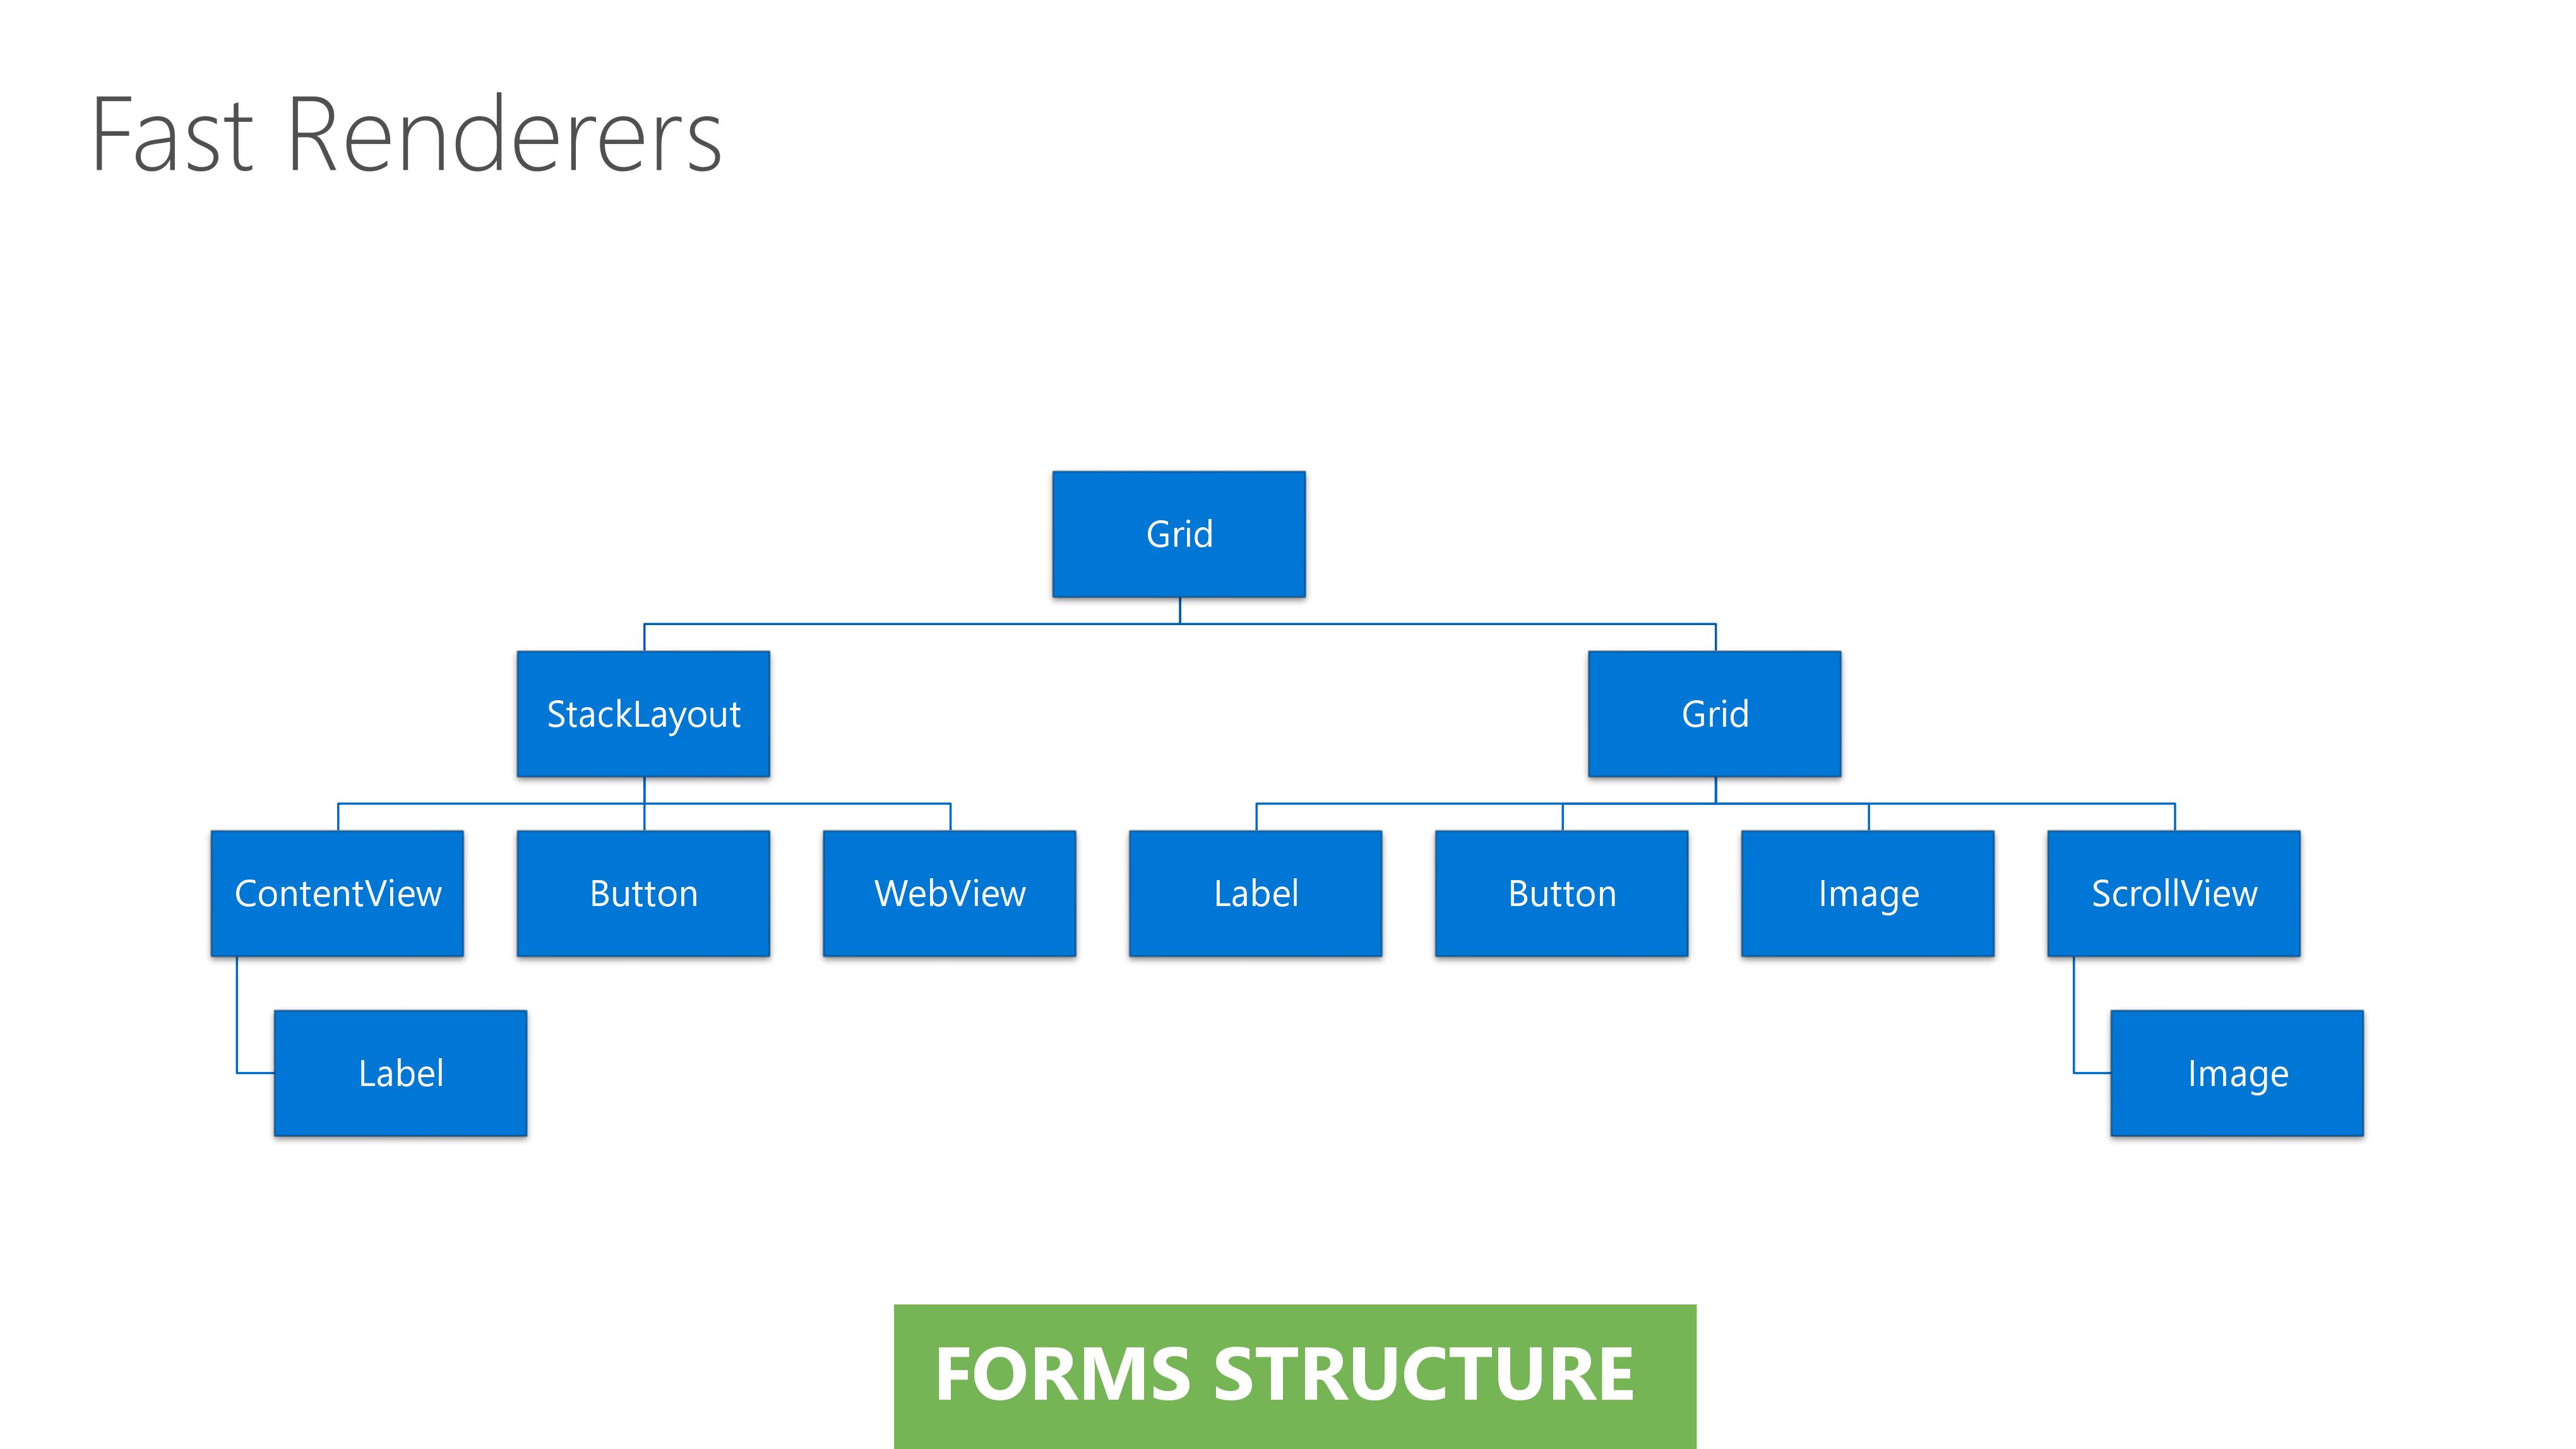 Fast Renderers
Grid
StackLayout
Grid
ContentView
Button
WebView
Label
Button
Image
ScrollView
Label
Image
FORMS STRUCTURE